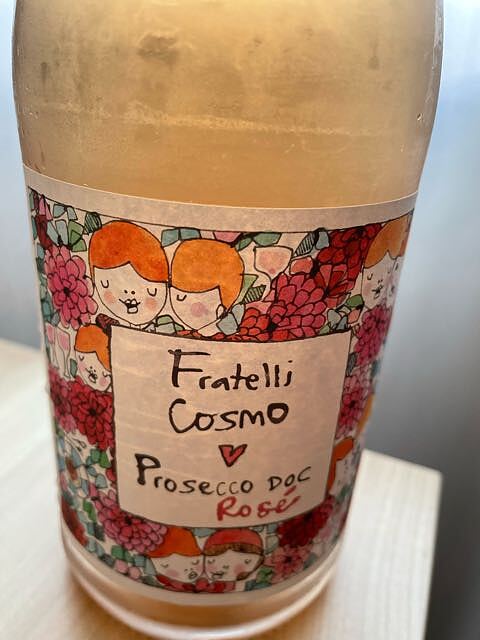 Fratelli
Cosmo
Prosecco DOC
Rosé